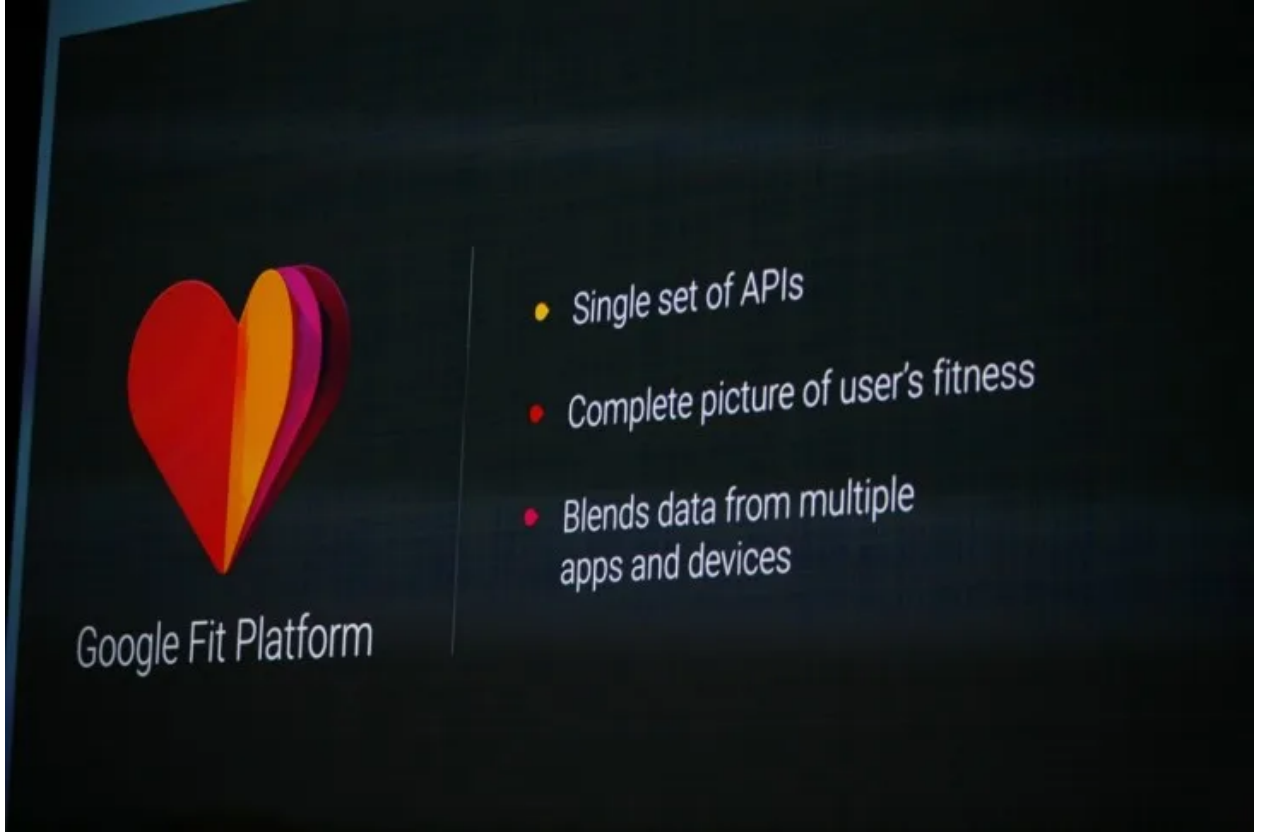 Single set of APIs
Complete picture of user's fitness
Blends data from multiple
apps and devices
Google Fit Platform